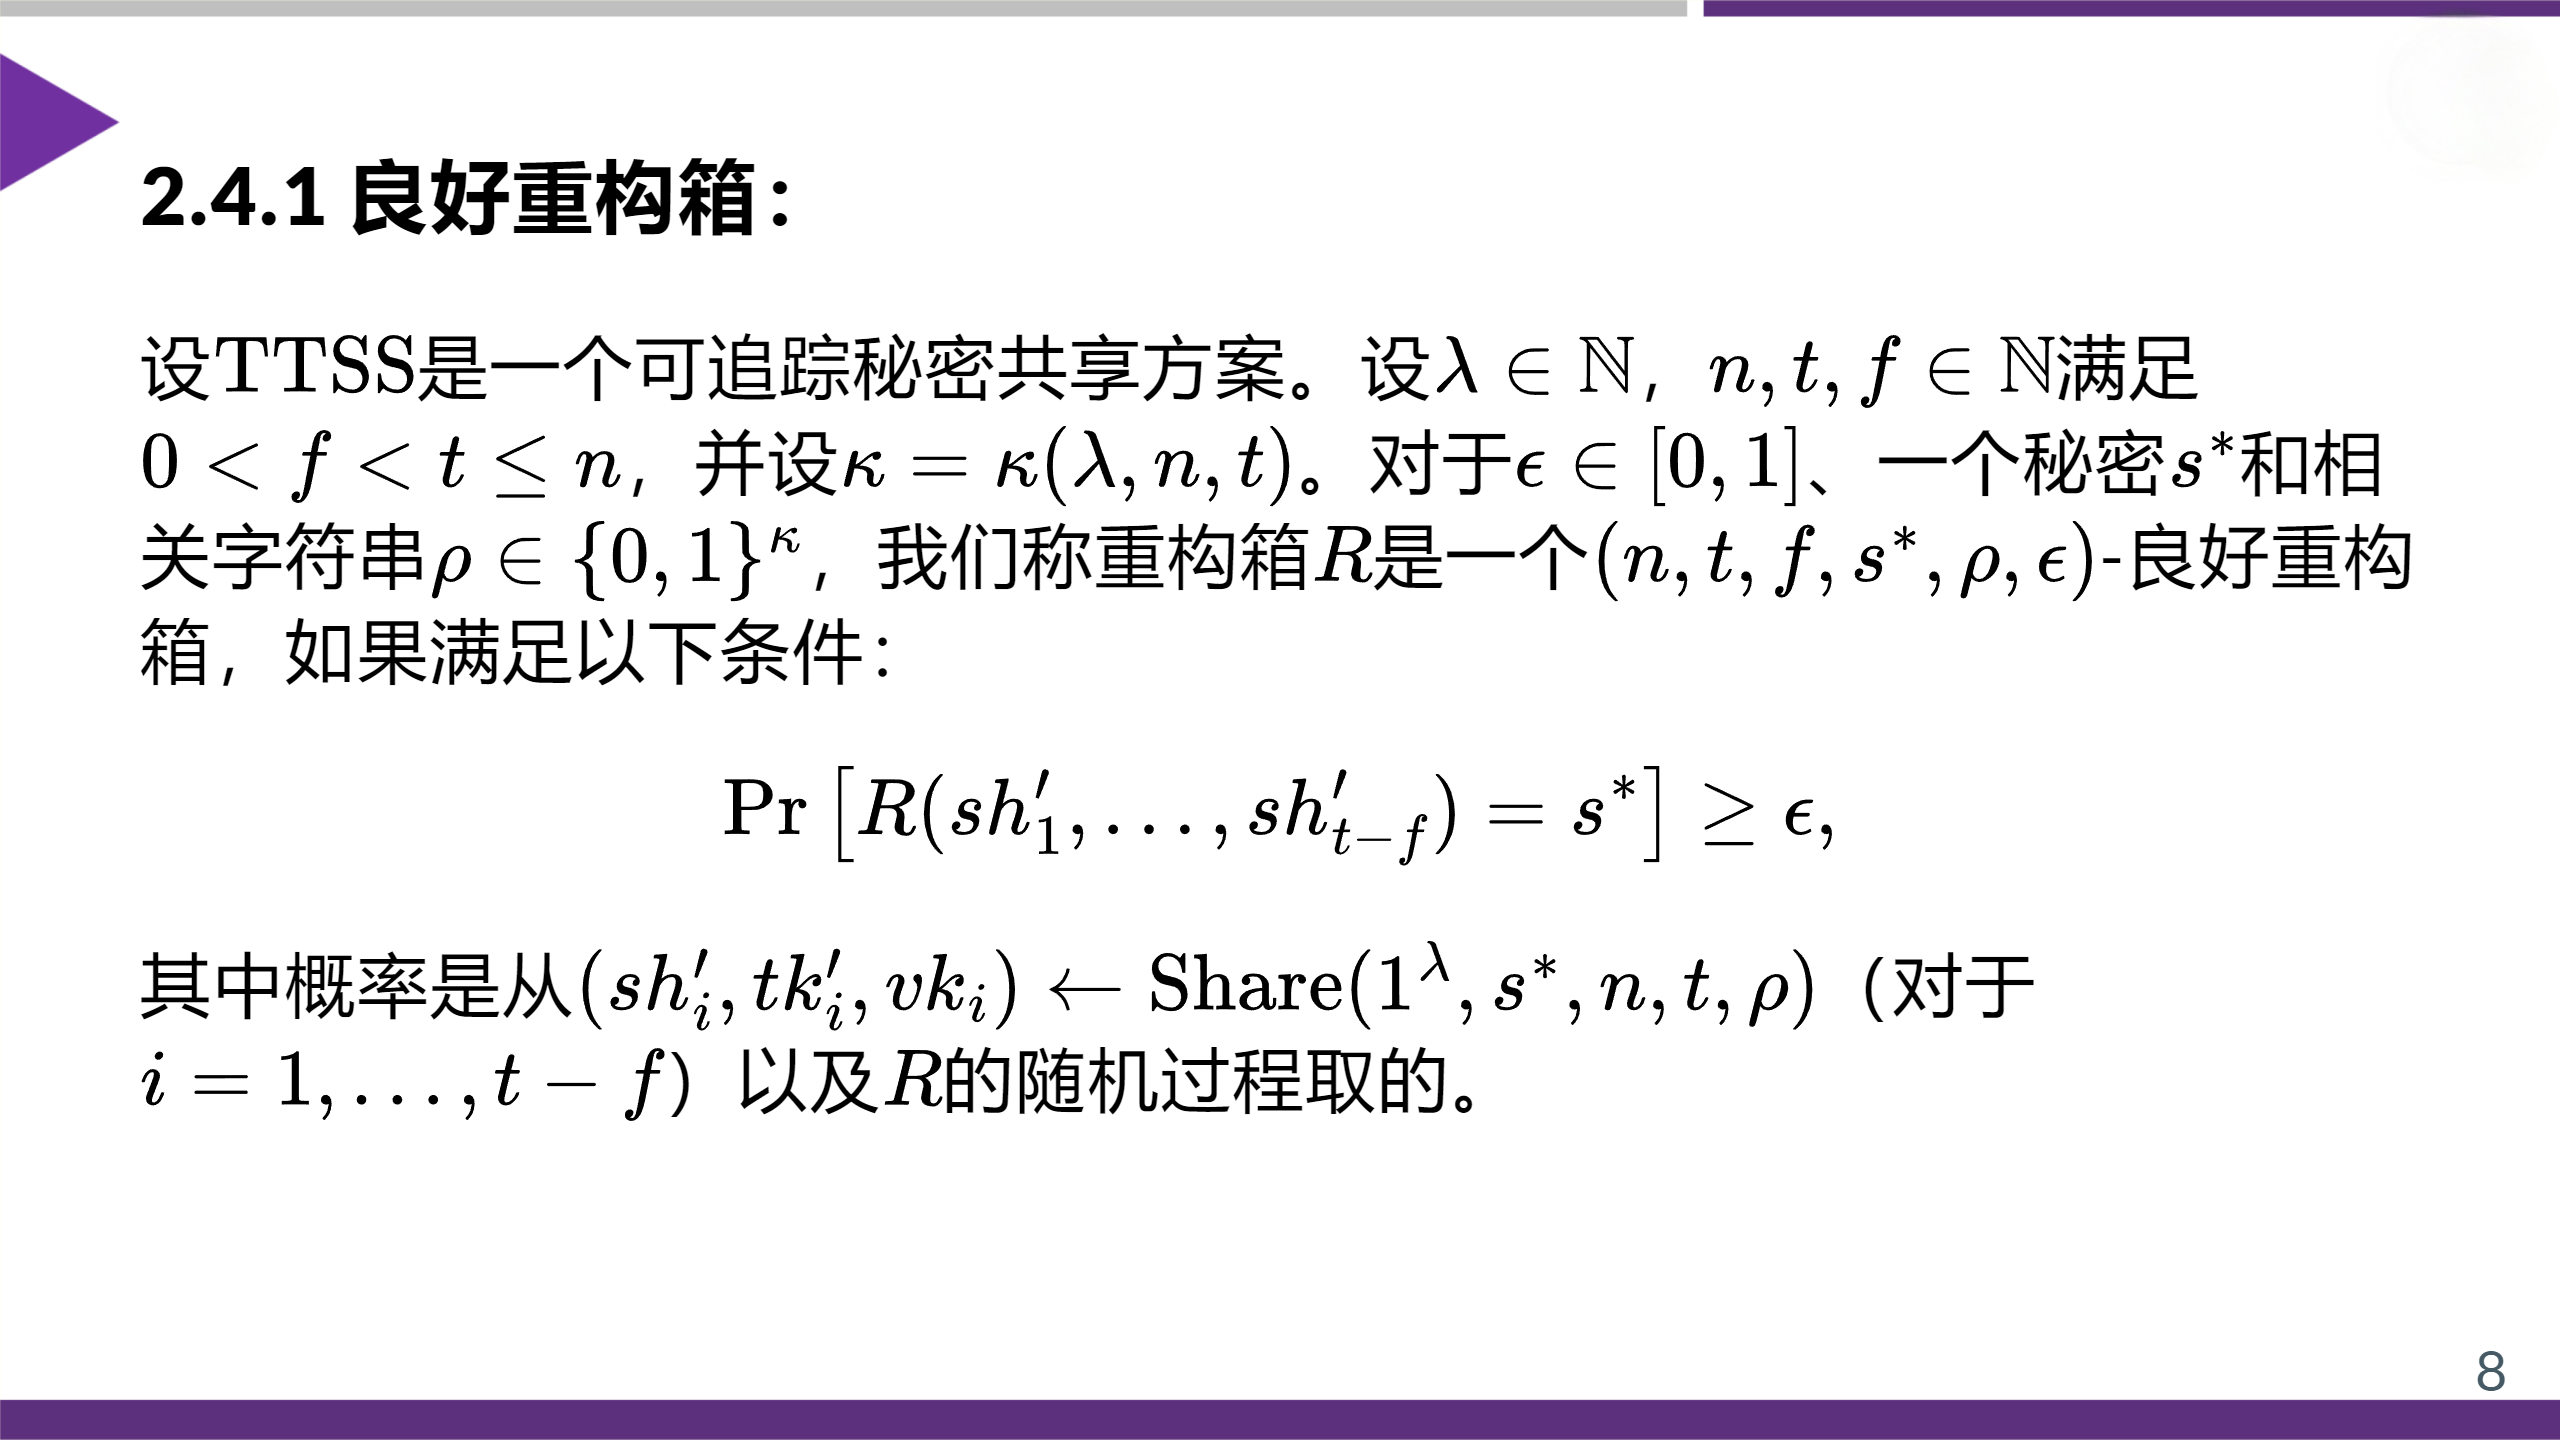 2.4.1 良好重构箱：
设TTSS是一个可追踪秘密共享方案。设λ ∈ ℕ，n, t, f ∈ ℕ满足
0 < f < t ≤ n，并设κ = κ(λ, n, t)。对于ϵ ∈ [0, 1]、一个秘密s*和相
关字符串ρ ∈ {0, 1}^κ，我们称重构箱R是一个(n, t, f, s*, ρ, ϵ)-良好重构
箱，如果满足以下条件：
Pr [R(sh′_1, . . . , sh′_{t−f}) = s*] ≥ ϵ,
其中概率是从(sh′_i, tk′_i, vk_i) ← Share(1^λ, s*, n, t, ρ)（对于
i = 1, . . . , t − f）以及R的随机过程取的。
8